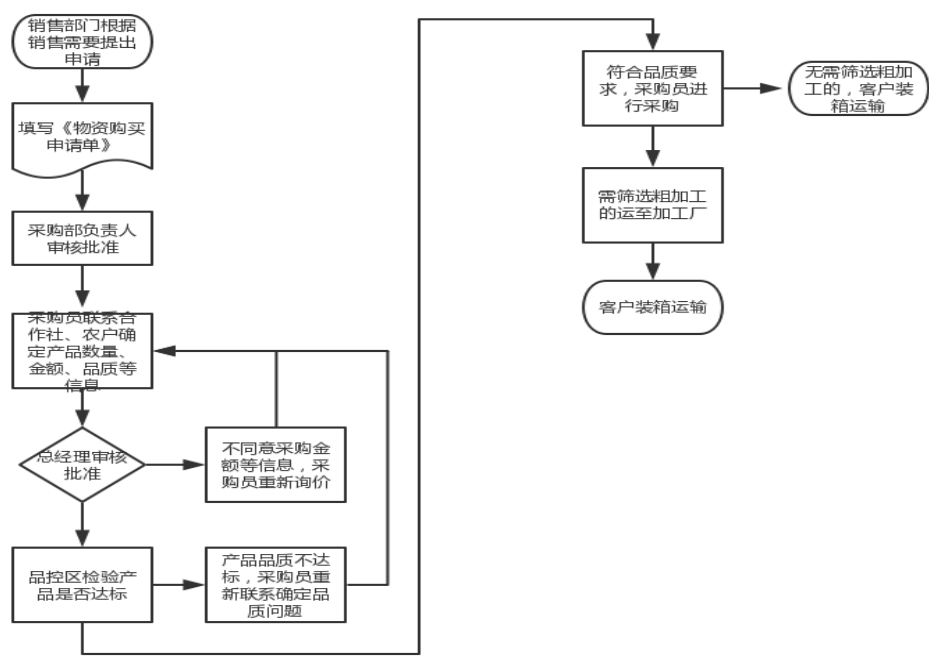 销售部门根据
销售需要提出
申请
填写《物资购买
申请单》
采购部负责人
审核批准
采购员联系合
作社、农户确
定产品数量、
金额、品质等
信息
总经理审核
批准
不同意采购金
额等信息，采
购员重新询价
品控区检验产
品是否达标
产品品质不达
标，采购员重
新联系确定品
质问题
符合品质要
求，采购员进
行采购
无需筛选粗加
工的，客户装
箱运输
需筛选粗加工
的运至加工厂
客户装箱运输